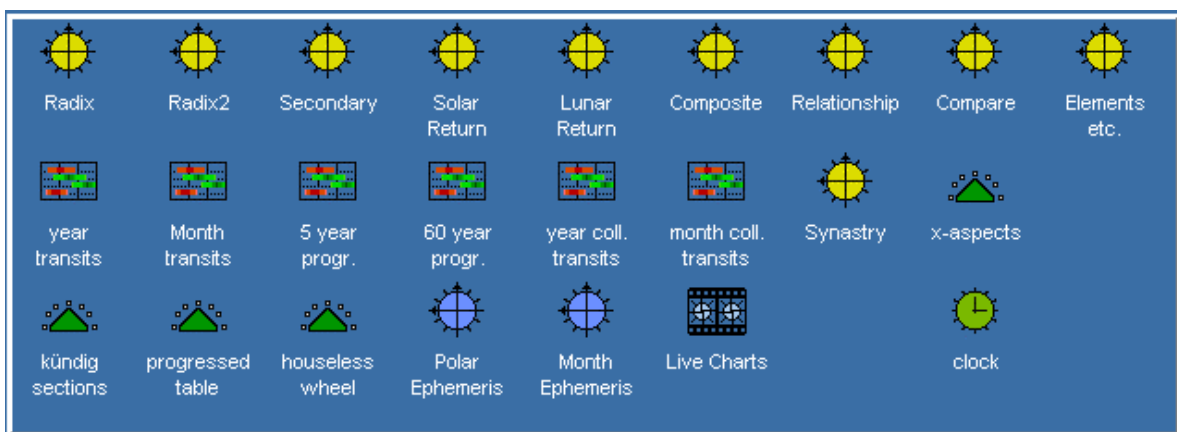 Radix Radix2 Secondary Solar Return Lunar Return Composite Relationship Compare Elements etc.
year transits Month transits 5 year progr. 60 year progr. year coll. transits month coll. transits Synastry x-aspects
kündig sections progressed table houseless wheel Polar Ephemeris Month Ephemeris Live Charts clock